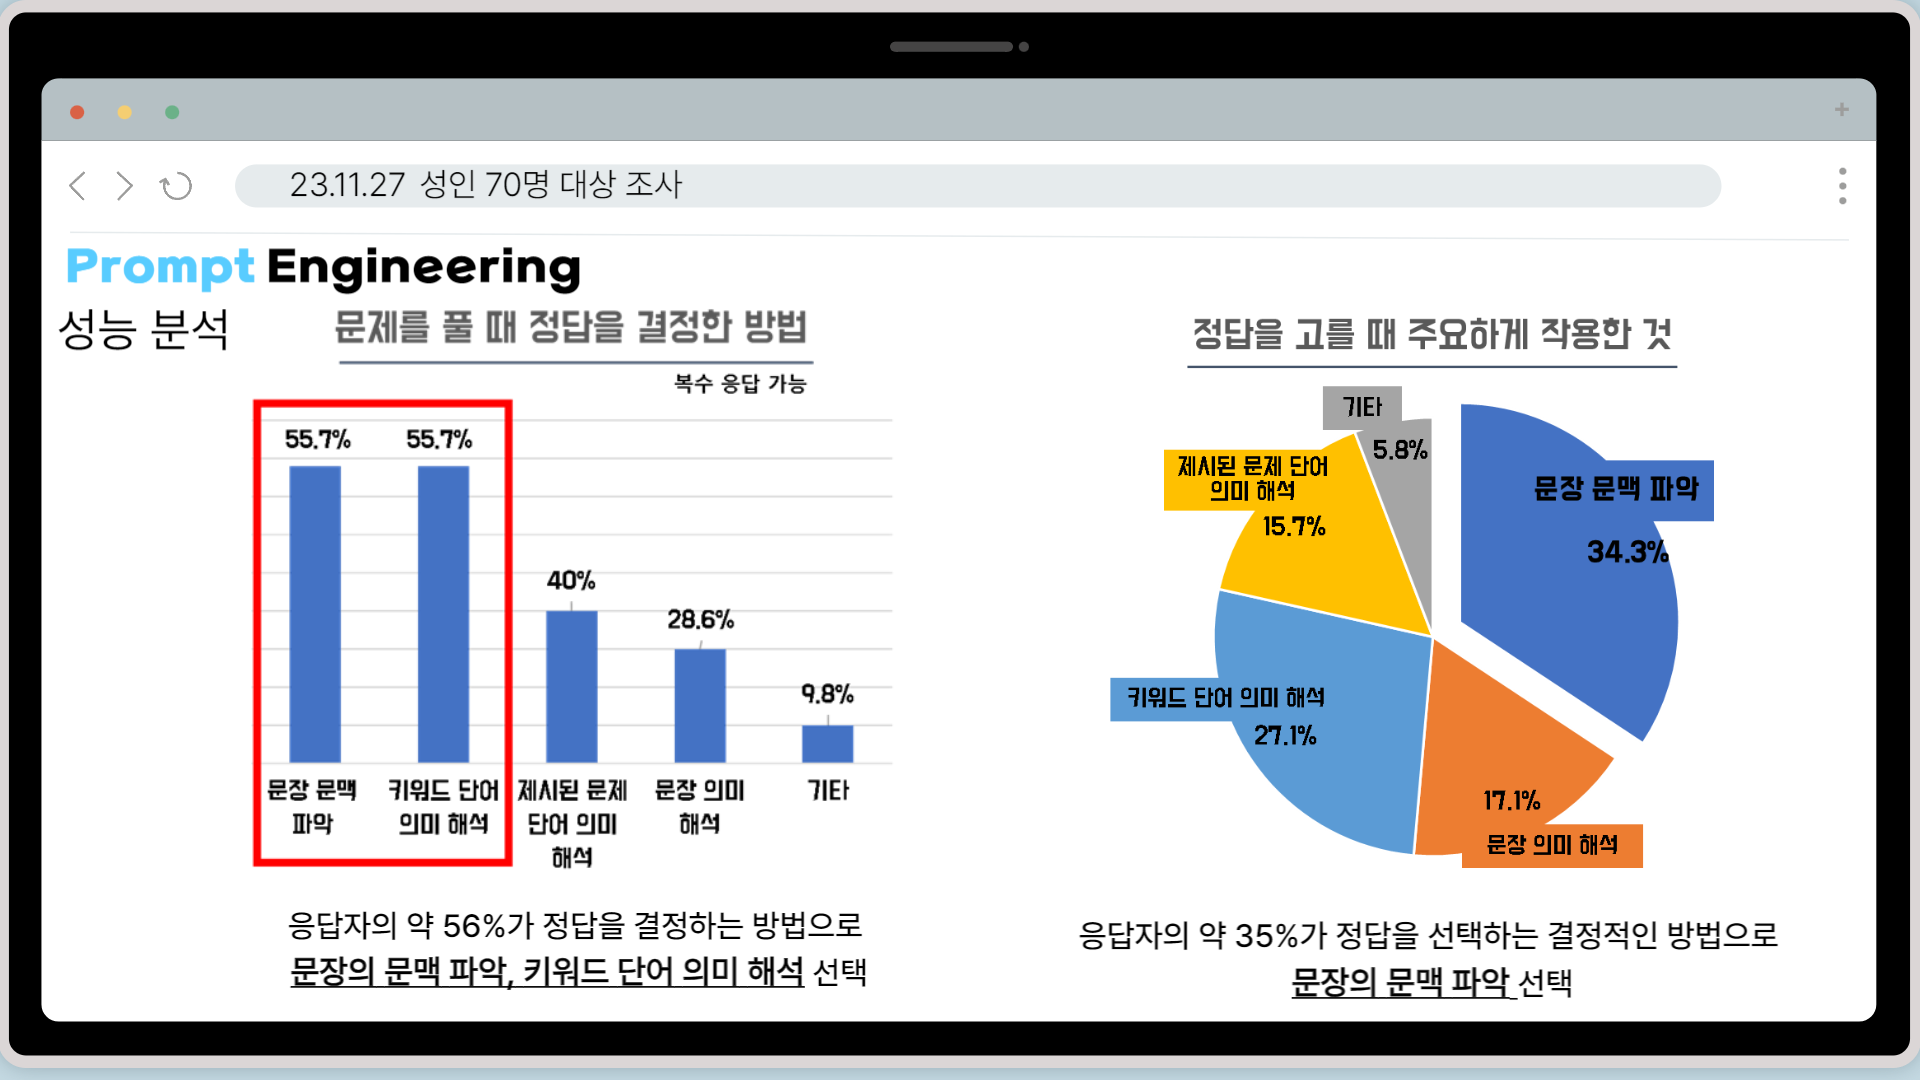 23.11.27 성인 70명 대상 조사
Prompt Engineering
성능 분석
문제를 풀 때 정답을 결정한 방법
복수 응답 가능
55.7%
55.7%
40%
28.6%
9.8%
문장 문맥
파악
키워드 단어
의미 해석
제시된 문제
단어 의미
해석
문장 의미
해석
기타
응답자의 약 56%가 정답을 결정하는 방법으로
문장의 문맥 파악, 키워드 단어 의미 해석 선택
정답을 고를 때 주요하게 작용한 것
기타
5.8%
제시된 문제 단어
의미 해석
15.7%
문장 문맥 파악
34.3%
키워드 단어 의미 해석
27.1%
17.1%
문장 의미 해석
응답자의 약 35%가 정답을 선택하는 결정적인 방법으로
문장의 문맥 파악 선택